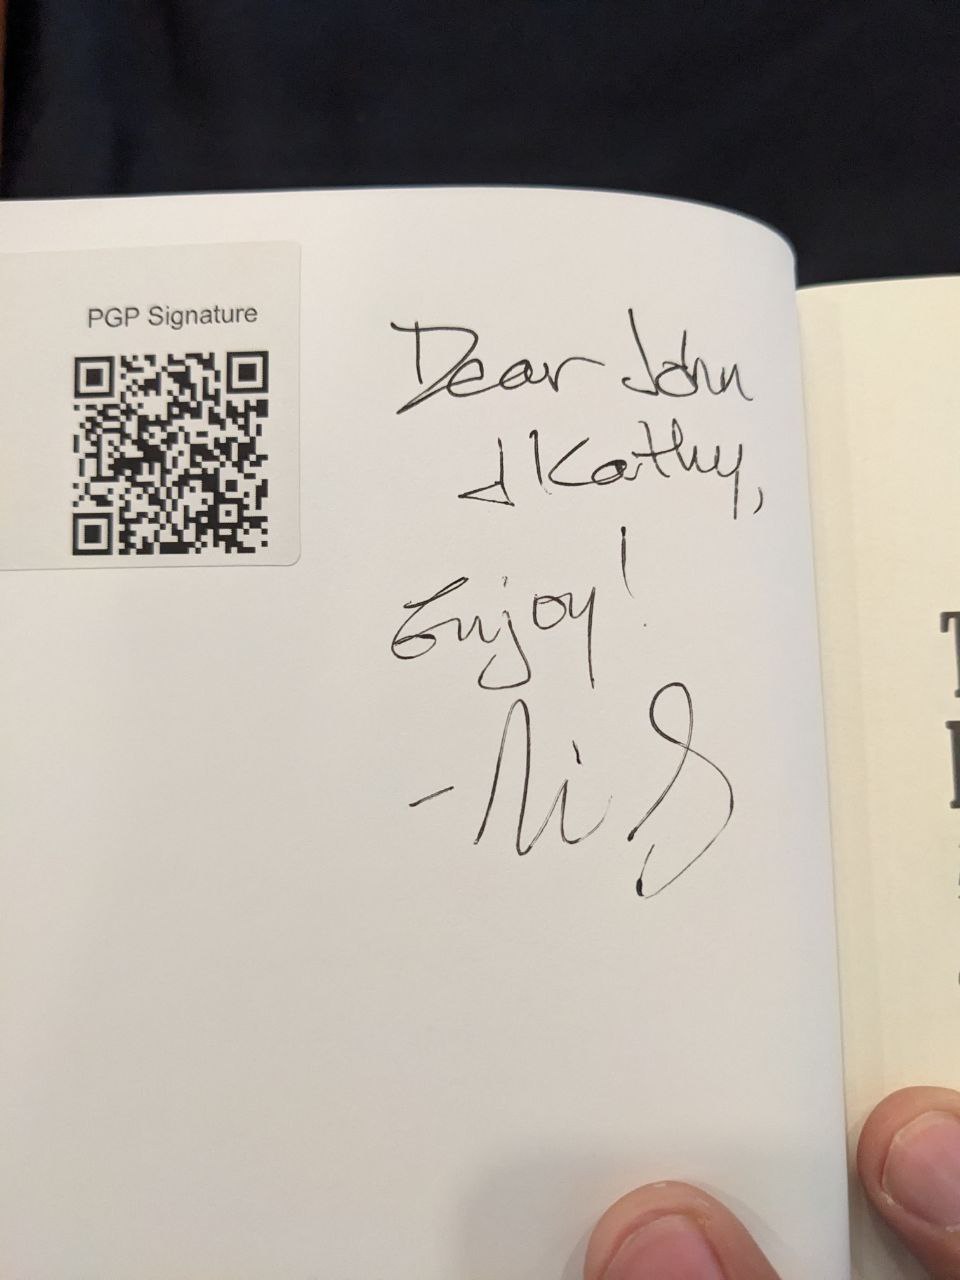 PGP Signature
Dear John
& Kathy,
Enjoy!